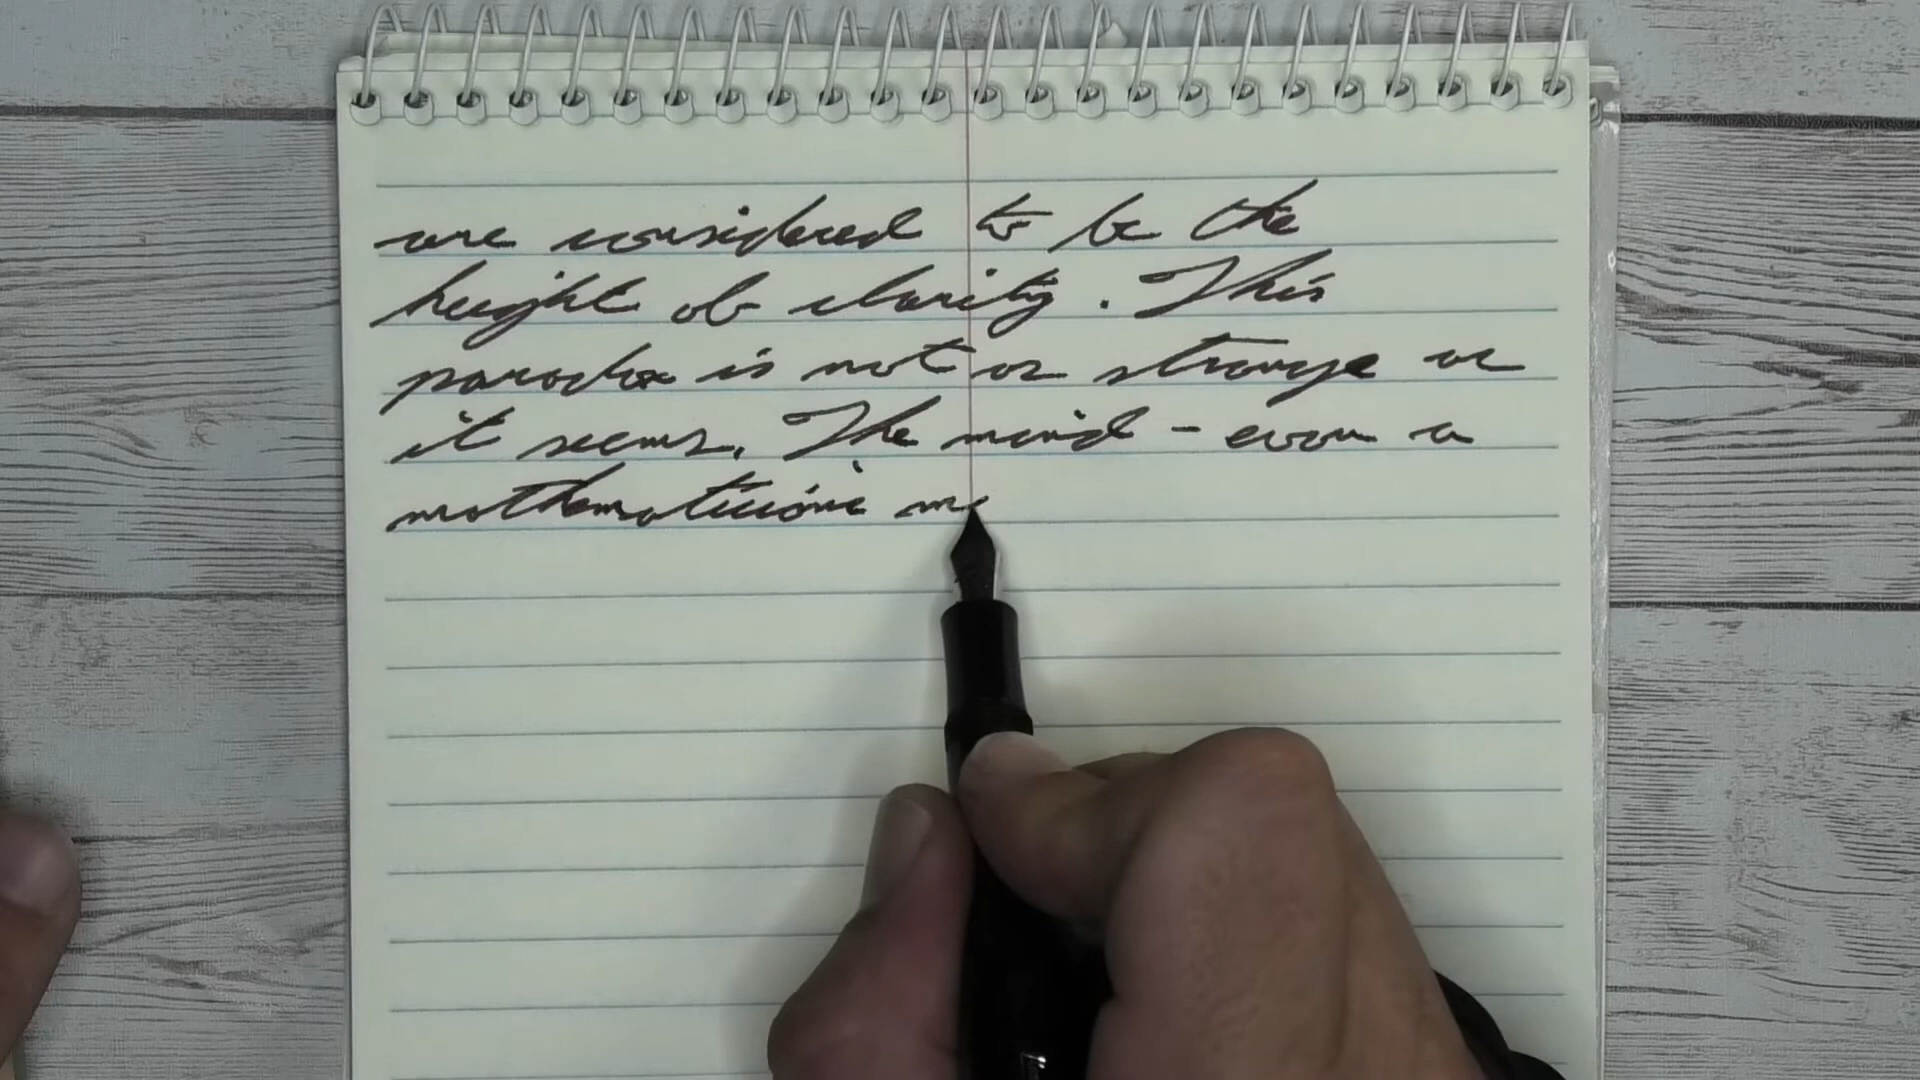 are considered to be the
height of clarity. This
paradox is not as strange as
it seems. The mind - even a
mathematician's